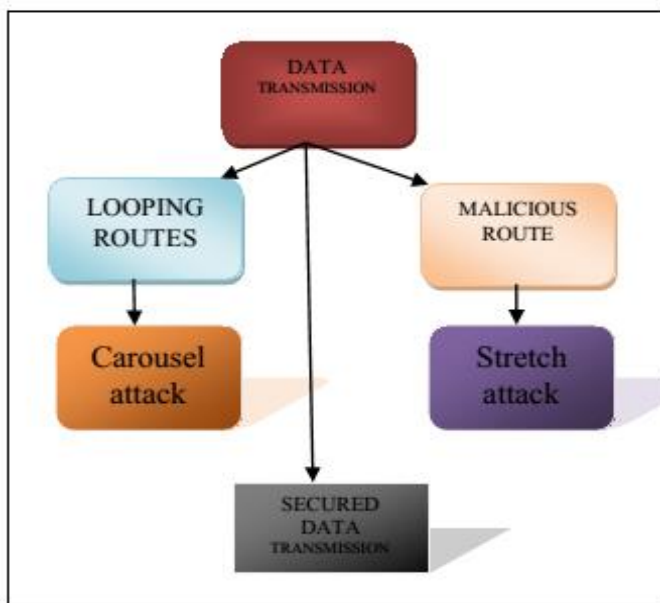 DATA
TRANSMISSION
LOOPING
ROUTES
MALICIOUS
ROUTE
Carousel
attack
Stretch
attack
SECURED
DATA
TRANSMISSION